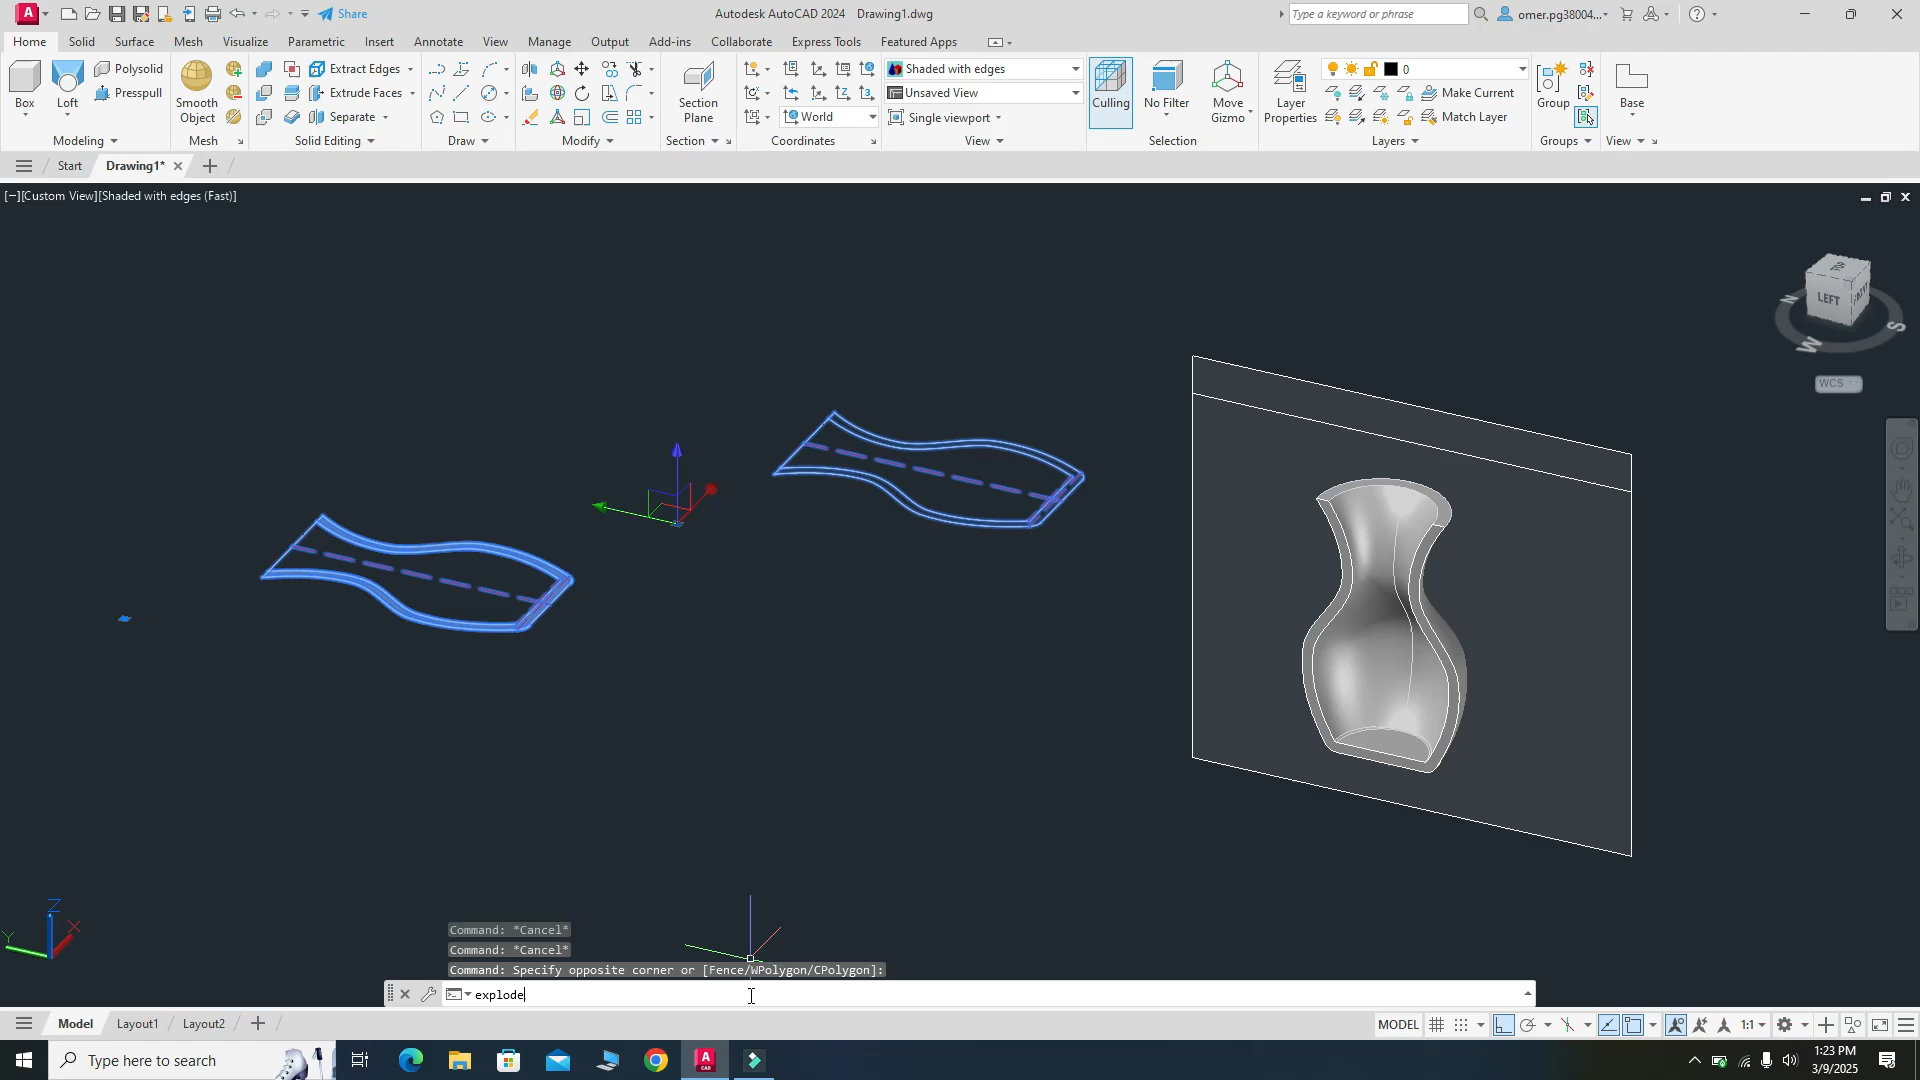 Share
Autodesk AutoCAD 2024 Drawing1.dwg
Type a keyword or phrase
omer.pg38004...
Home Solid Surface Mesh Visualize Parametric Insert Annotate View Manage Output Add-ins Collaborate Express Tools Featured Apps
Box
Loft
Polysolid
Presspull
Modeling
Smooth Object
Mesh
Extract Edges
Extrude Faces
Separate
Solid Editing
Draw
Modify
Section Plane
Section
World
Coordinates
Shaded with edges
Unsaved View
Single viewport
View
Culling
No Filter
Move Gizmo
Selection
Layer Properties
0
Make Current
Match Layer
Layers
Group
Groups
Base
View
Start
Drawing1*
[−][Custom View][Shaded with edges (Fast)]
LEFT
N
S
W
WCS
Z
X
Y
Command: *Cancel*
Command: *Cancel*
Command: Specify opposite corner or [Fence/WPolygon/CPolygon]:
explode
Model Layout1 Layout2
MODEL
1:1
Type here to search
1:23 PM
3/9/2025